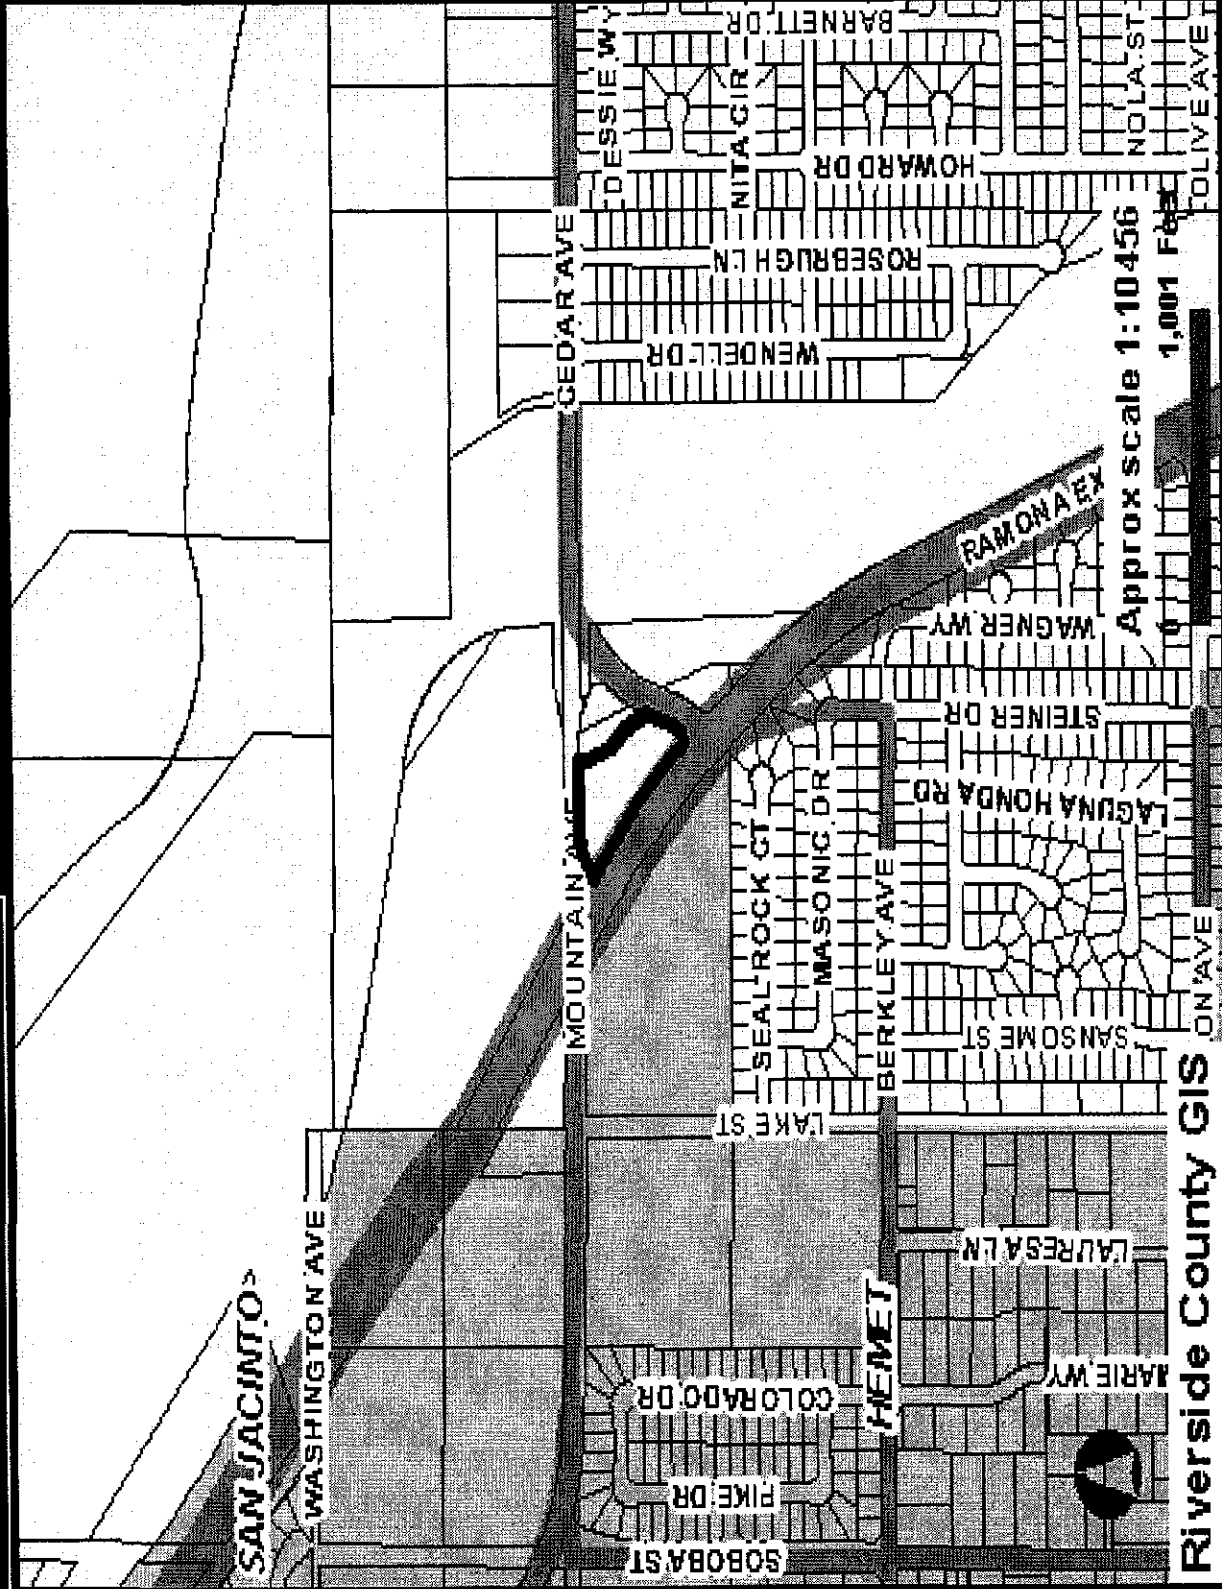 SAN JACINTO>
WASHINGTON AVE
MOUNTAIN AVE
CEDAR AVE
DESSIE WY
BARNETT DR
NITA CIR
HOWARD DR
ROSEBRUGH LN
WENDELL DR
NOLA ST
OLIVE AVE
RAMONA EX
WAGNER WY
STEINER DR
LAGUNA HONDA RD
SEAL ROCK CT
MASONIC DR
BERKLEY AVE
SANSOME ST
ON AVE
LAKE ST
LAURESA LN
HEMET
COLORADO DR
PIKE DR
MARIE WY
SOBOBA ST
Approx scale 1:10456
0 1,001 Feet
Riverside County GIS